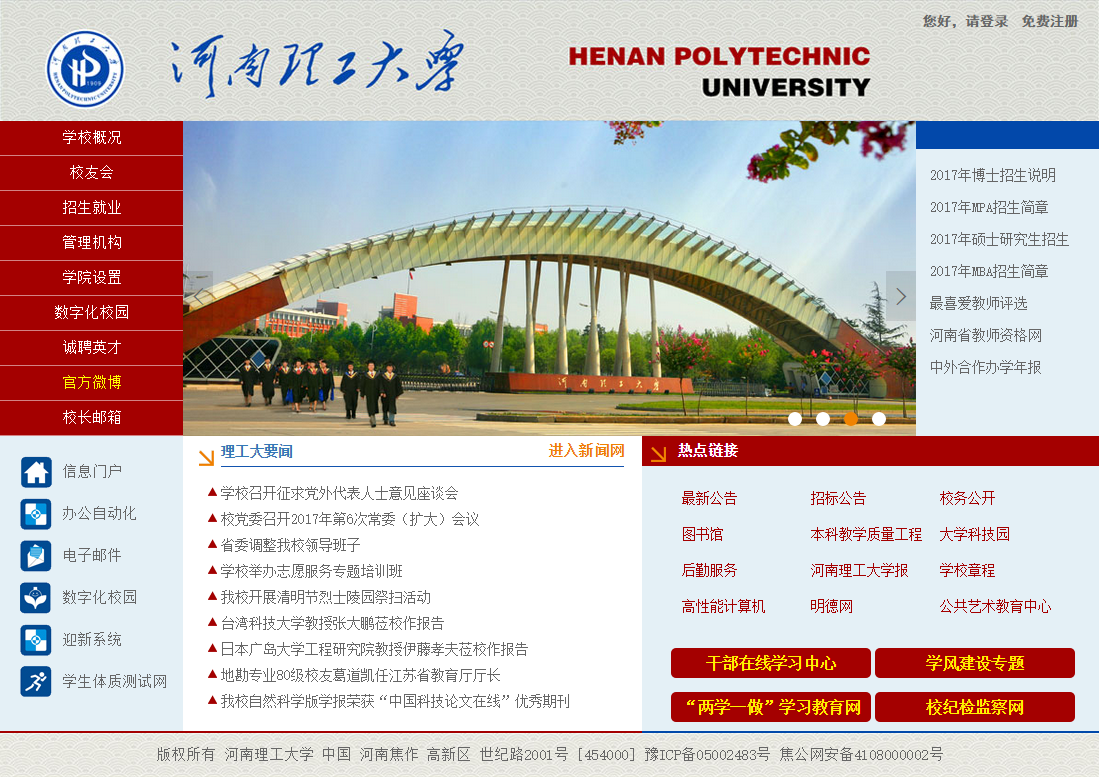 您好，请登录 免费注册
河南理工大学
HENAN POLYTECHNIC
UNIVERSITY
学校概况
校友会
招生就业
管理机构
学院设置
数字化校园
诚聘英才
官方微博
校长邮箱
河南理工大学
2017年博士招生说明
2017年MPA招生简章
2017年硕士研究生招生
2017年MBA招生简章
最喜爱教师评选
河南省教师资格网
中外合作办学年报
信息门户
办公自动化
电子邮件
数字化校园
迎新系统
学生体质测试网
理工大要闻 进入新闻网
学校召开征求党外代表人士意见座谈会
校党委召开2017年第6次常委（扩大）会议
省委调整我校领导班子
学校举办志愿服务专题培训班
我校开展清明节烈士陵园祭扫活动
台湾科技大学教授张大鹏莅校作报告
日本广岛大学工程研究院教授伊藤孝夫莅校作报告
地勘专业80级校友葛道凯任江苏省教育厅厅长
我校自然科学版学报荣获“中国科技论文在线”优秀期刊
热点链接
最新公告 招标公告 校务公开
图书馆 本科教学质量工程 大学科技园
后勤服务 河南理工大学报 学校章程
高性能计算机 明德网 公共艺术教育中心
干部在线学习中心 学风建设专题
“两学一做”学习教育网 校纪检监察网
版权所有 河南理工大学 中国 河南焦作 高新区 世纪路2001号 [454000] 豫ICP备05002483号 焦公网安备4108000002号